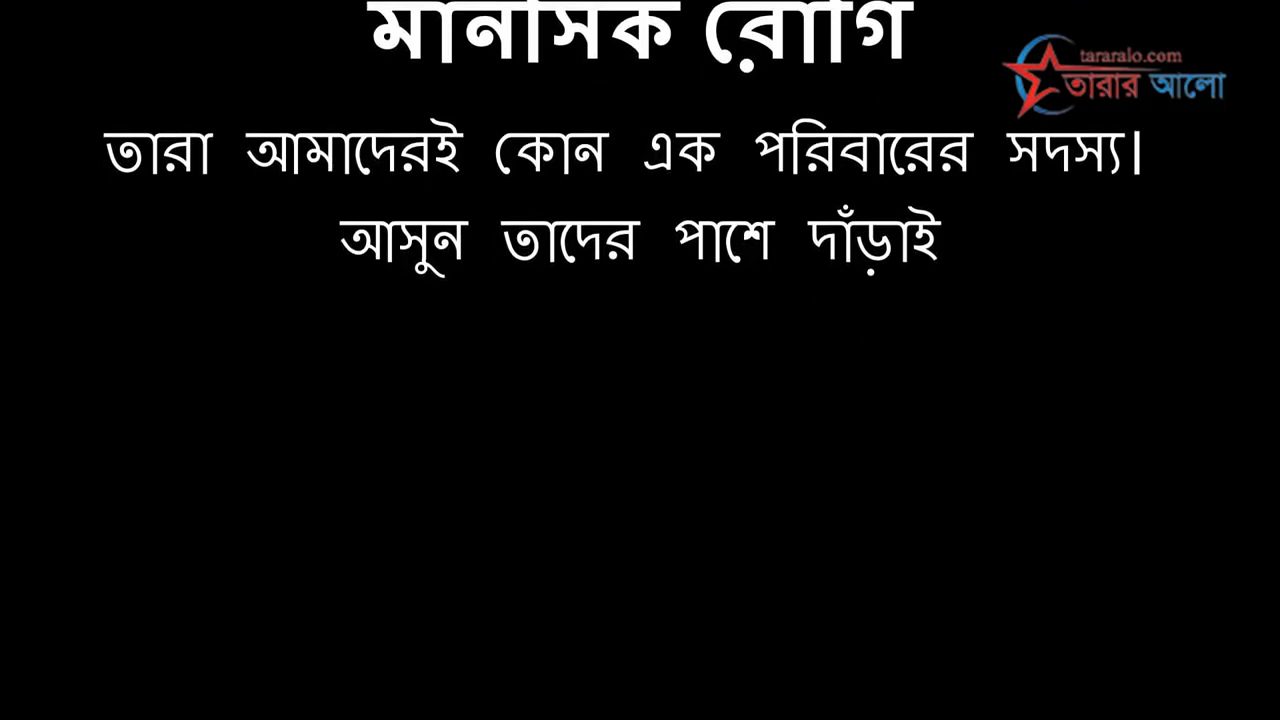 মানসিক রোগি
tararalo.com
তারার আলো
তারা আমাদেরই কোন এক পরিবারের সদস্য।
আসুন তাদের পাশে দাঁড়াই